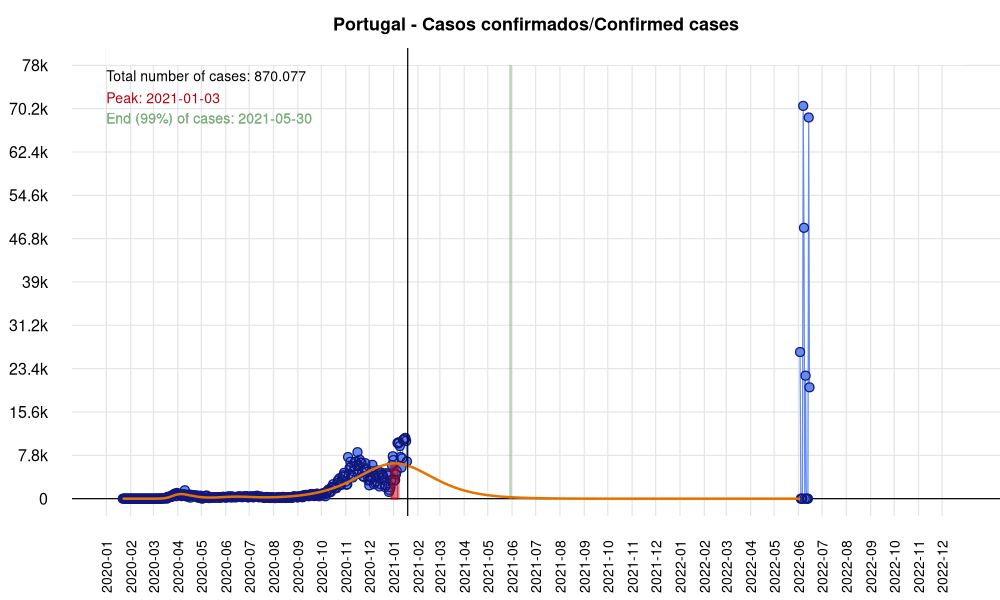 Portugal - Casos confirmados/Confirmed cases
Total number of cases: 870.077
Peak: 2021-01-03
End (99%) of cases: 2021-05-30
78k
70.2k
62.4k
54.6k
46.8k
39k
31.2k
23.4k
15.6k
7.8k
0
2020-01
2020-02
2020-03
2020-04
2020-05
2020-06
2020-07
2020-08
2020-09
2020-10
2020-11
2020-12
2021-01
2021-02
2021-03
2021-04
2021-05
2021-06
2021-07
2021-08
2021-09
2021-10
2021-11
2021-12
2022-01
2022-02
2022-03
2022-04
2022-05
2022-06
2022-07
2022-08
2022-09
2022-10
2022-11
2022-12